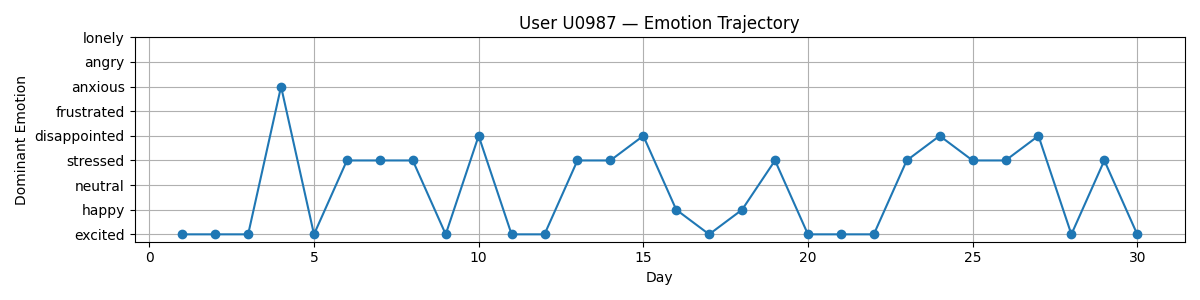 User U0987 — Emotion Trajectory
Dominant Emotion
lonely
angry
anxious
frustrated
disappointed
stressed
neutral
happy
excited
0 5 10 15 20 25 30
Day